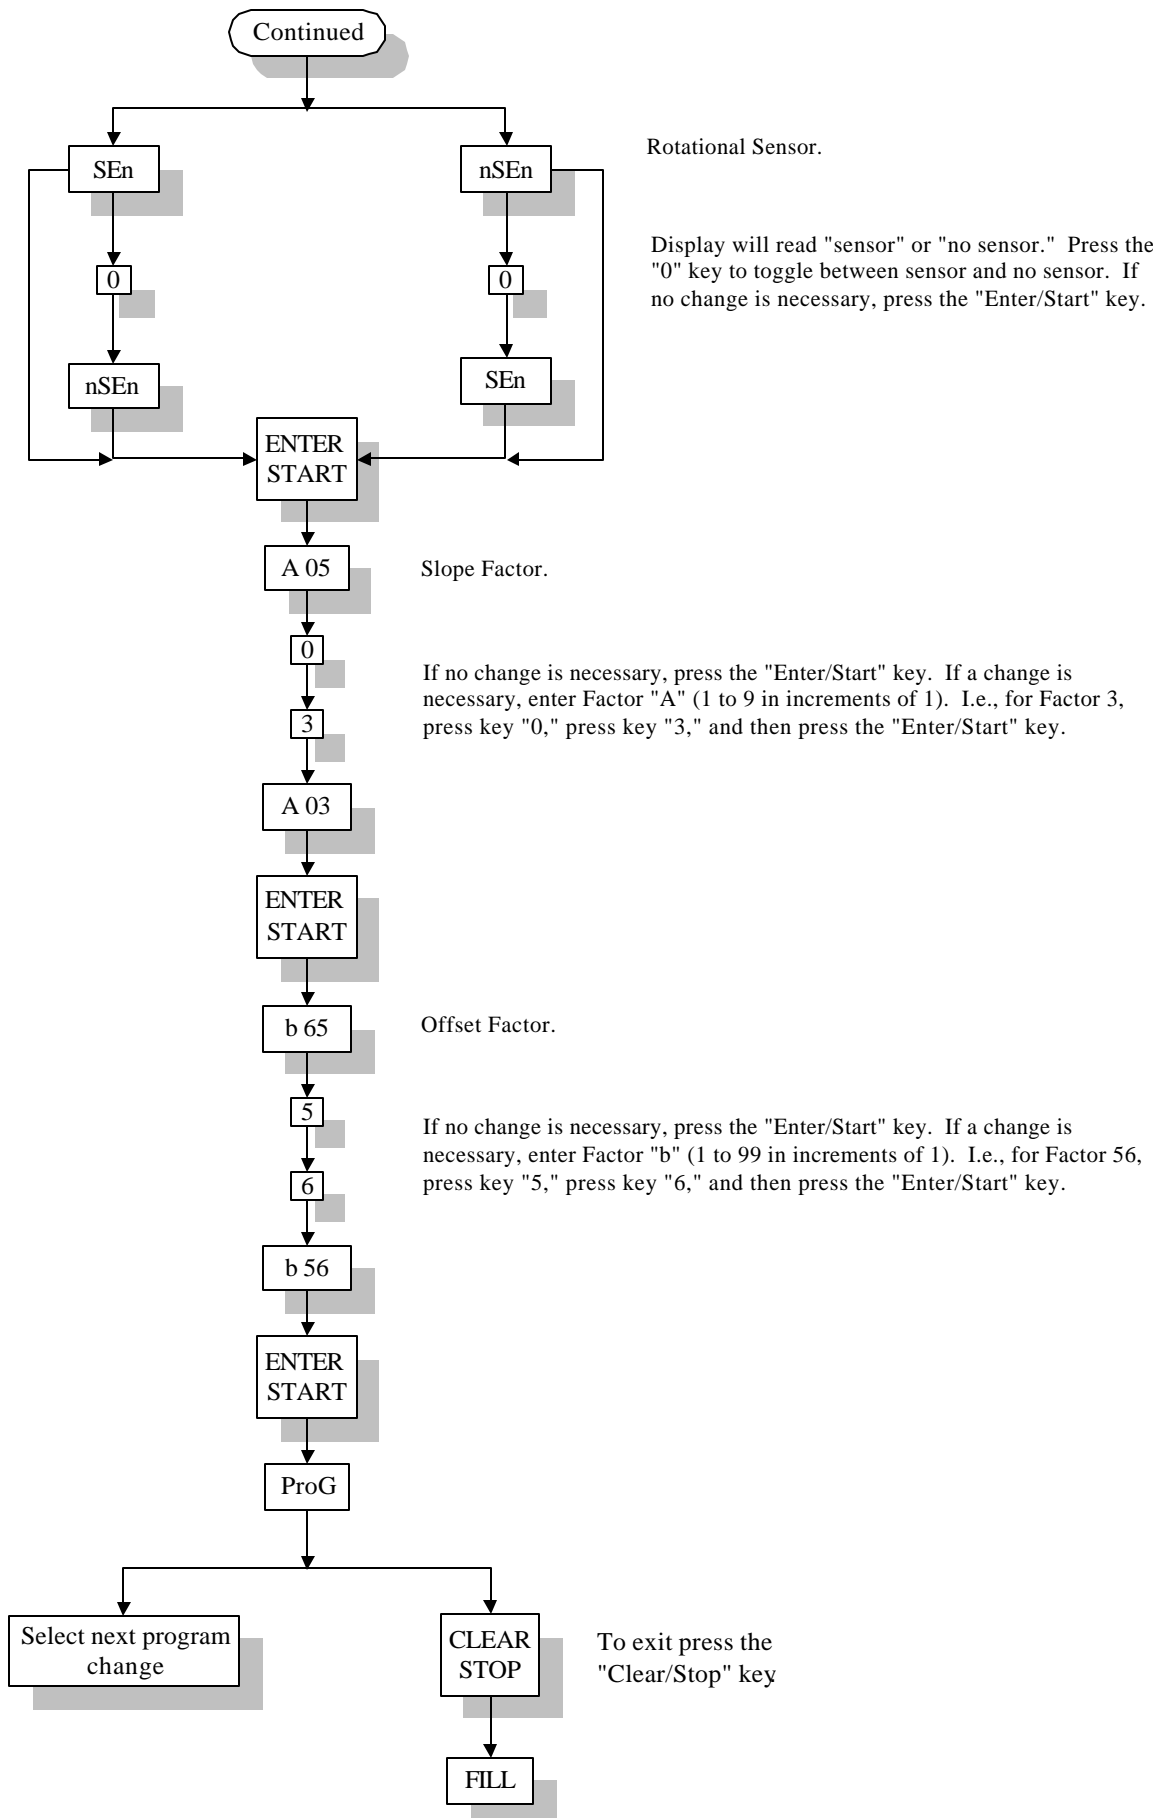 Continued
SEn
nSEn
Rotational Sensor.
0
0
Display will read "sensor" or "no sensor." Press the
"0" key to toggle between sensor and no sensor. If
no change is necessary, press the "Enter/Start" key.
nSEn
SEn
ENTER
START
A 05
Slope Factor.
0
3
If no change is necessary, press the "Enter/Start" key. If a change is
necessary, enter Factor "A" (1 to 9 in increments of 1). I.e., for Factor 3,
press key "0," press key "3," and then press the "Enter/Start" key.
A 03
ENTER
START
b 65
Offset Factor.
5
6
If no change is necessary, press the "Enter/Start" key. If a change is
necessary, enter Factor "b" (1 to 99 in increments of 1). I.e., for Factor 56,
press key "5," press key "6," and then press the "Enter/Start" key.
b 56
ENTER
START
ProG
Select next program
change
CLEAR
STOP
To exit press the
"Clear/Stop" key.
FILL